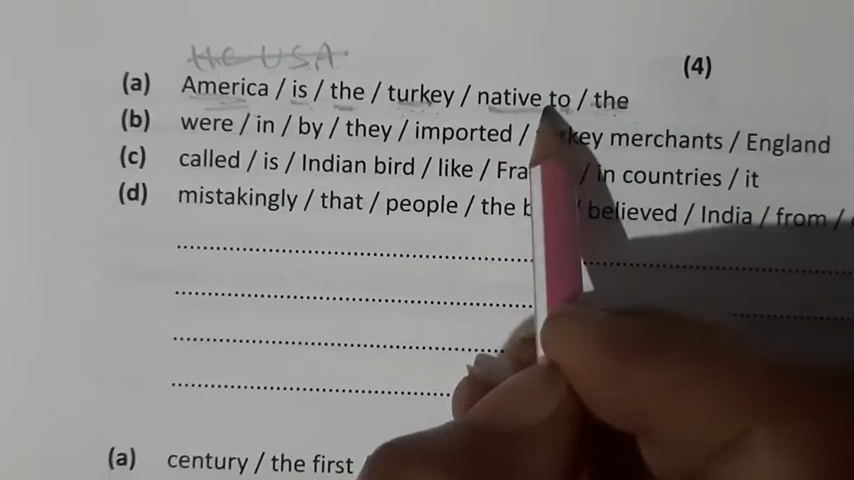 the USA
(4)
(a) America / is / the / turkey / native to / the
(b) were / in / by / they / imported / turkey merchants / England
(c) called / is / Indian bird / like / Fra / in countries / it
(d) mistakingly / that / people / the b / believed / India / from /
(a) century / the first